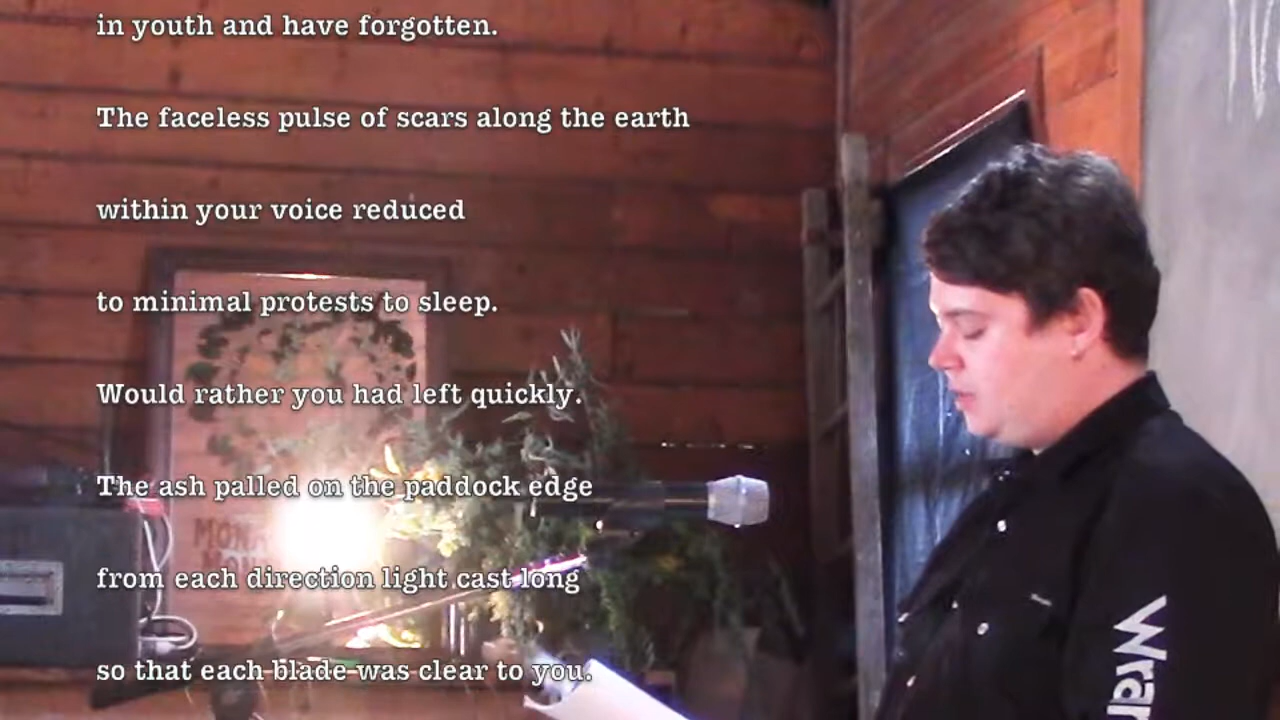 in youth and have forgotten.
The faceless pulse of scars along the earth
within your voice reduced
to minimal protests to sleep.
Would rather you had left quickly.
The ash palled on the paddock edge
from each direction light cast long
so that each blade was clear to you.